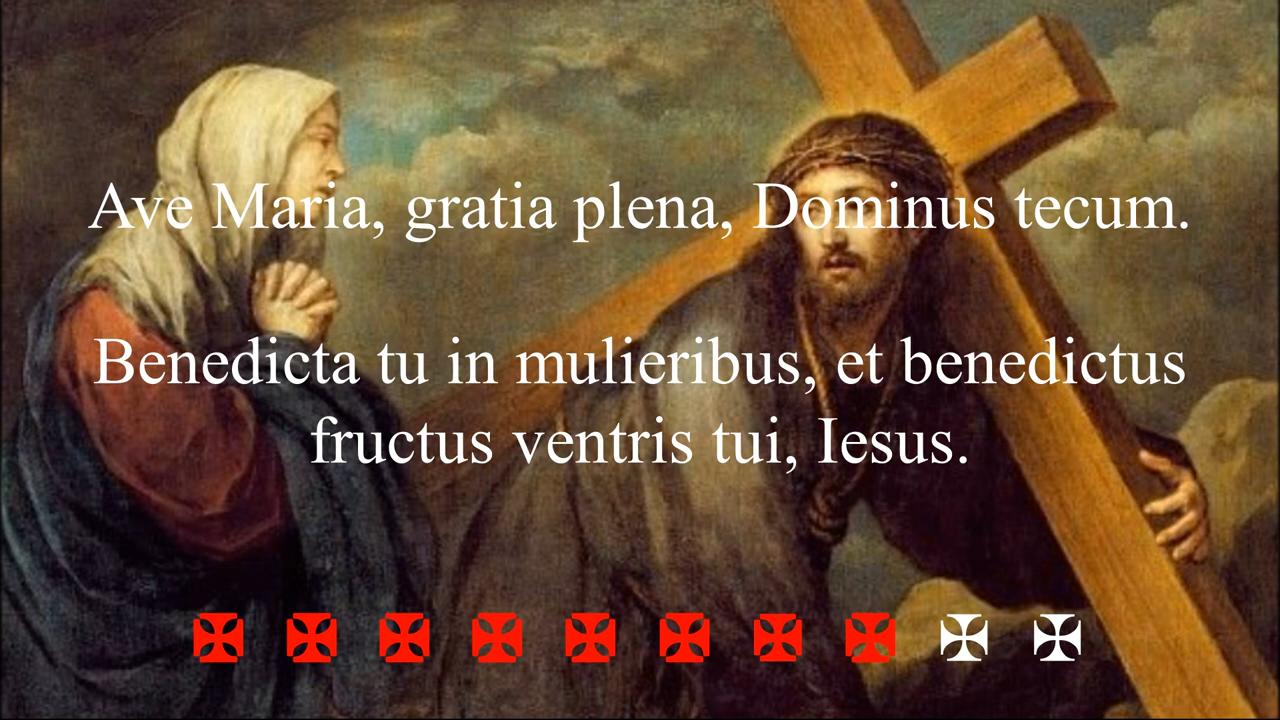 Ave Maria, gratia plena, Dominus tecum.
Benedicta tu in mulieribus, et benedictus
fructus ventris tui, Iesus.